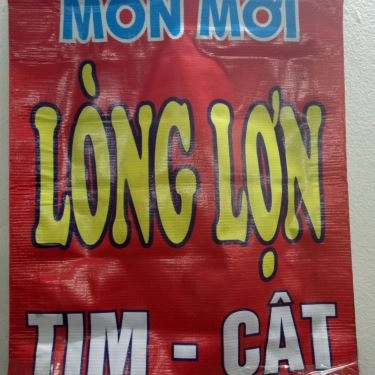 MÓN MỚI
LÒNG LỢN
TIM - CẬT